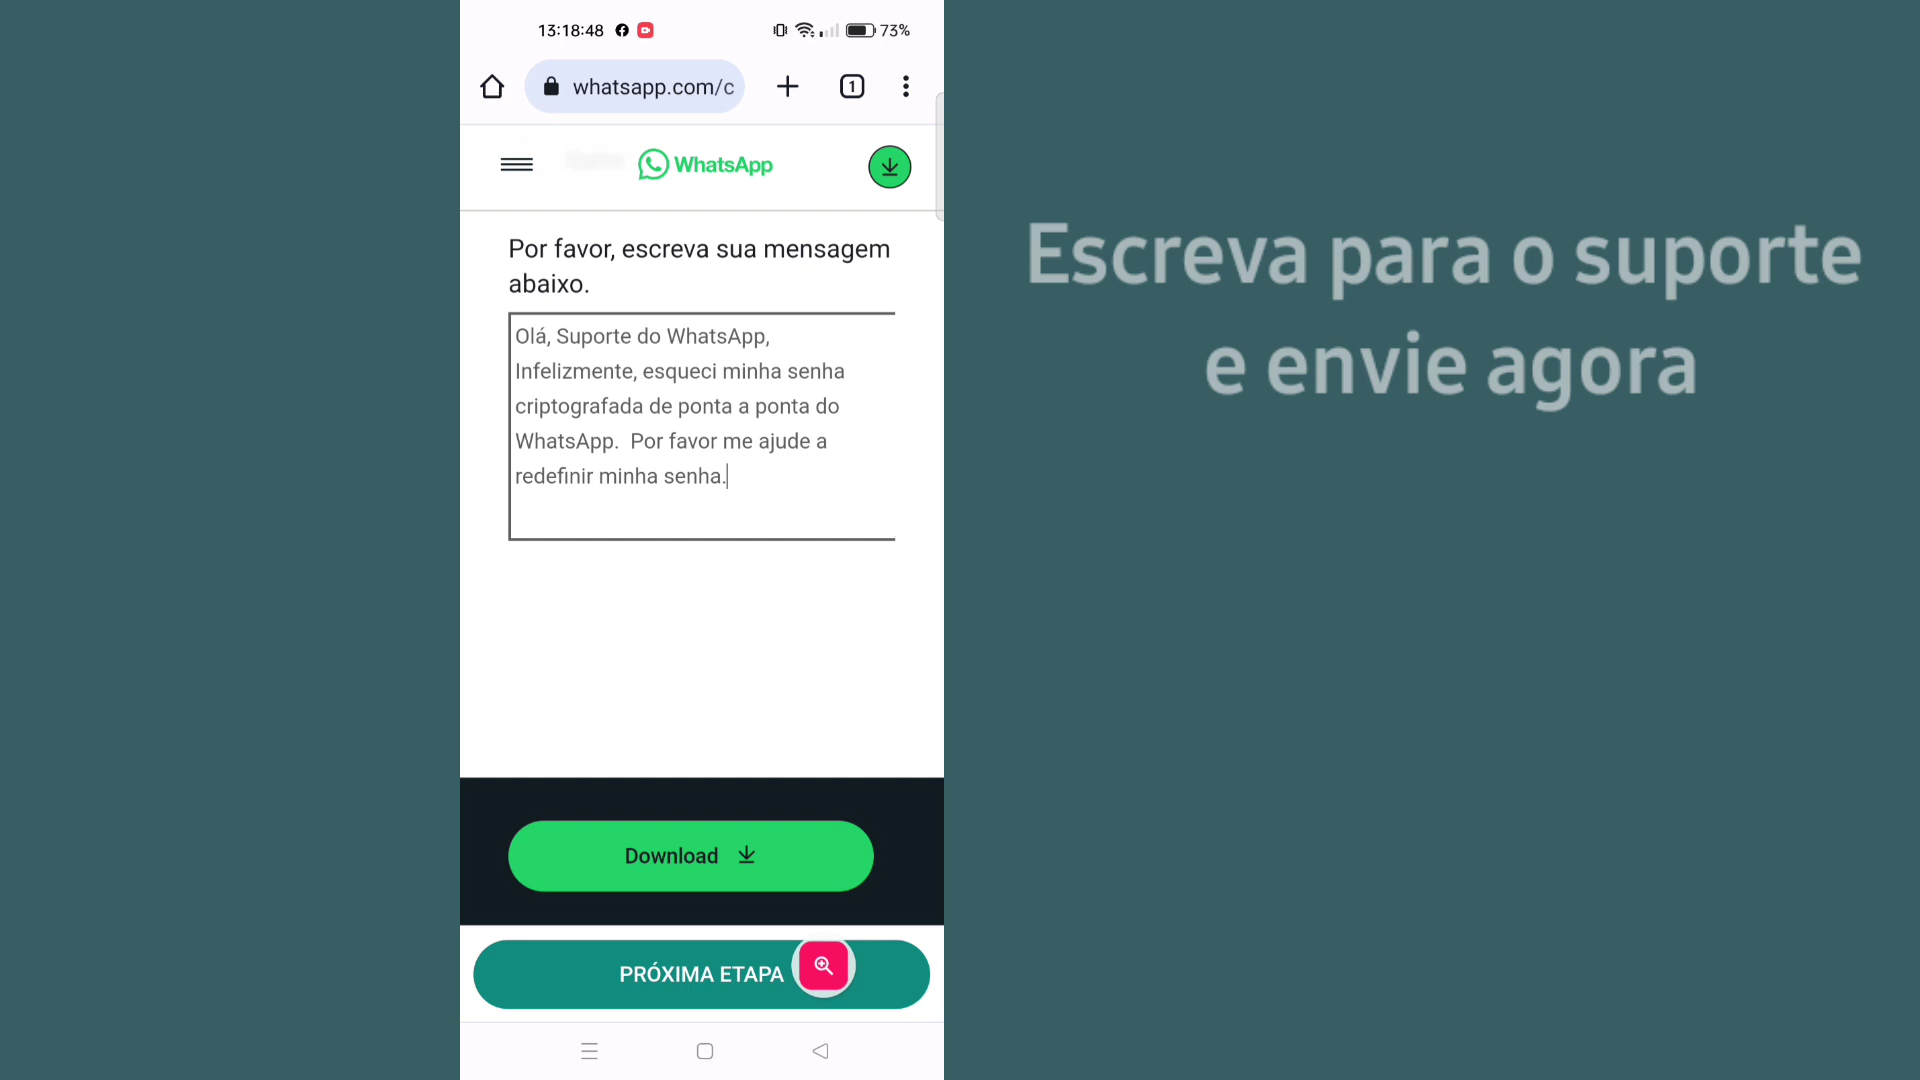 13:18:48
73%
whatsapp.com/c
1
WhatsApp
Por favor, escreva sua mensagem
abaixo.
Olá, Suporte do WhatsApp,
Infelizmente, esqueci minha senha
criptografada de ponta a ponta do
WhatsApp.  Por favor me ajude a
redefinir minha senha.
Download
PRÓXIMA ETAPA
Escreva para o suporte
e envie agora